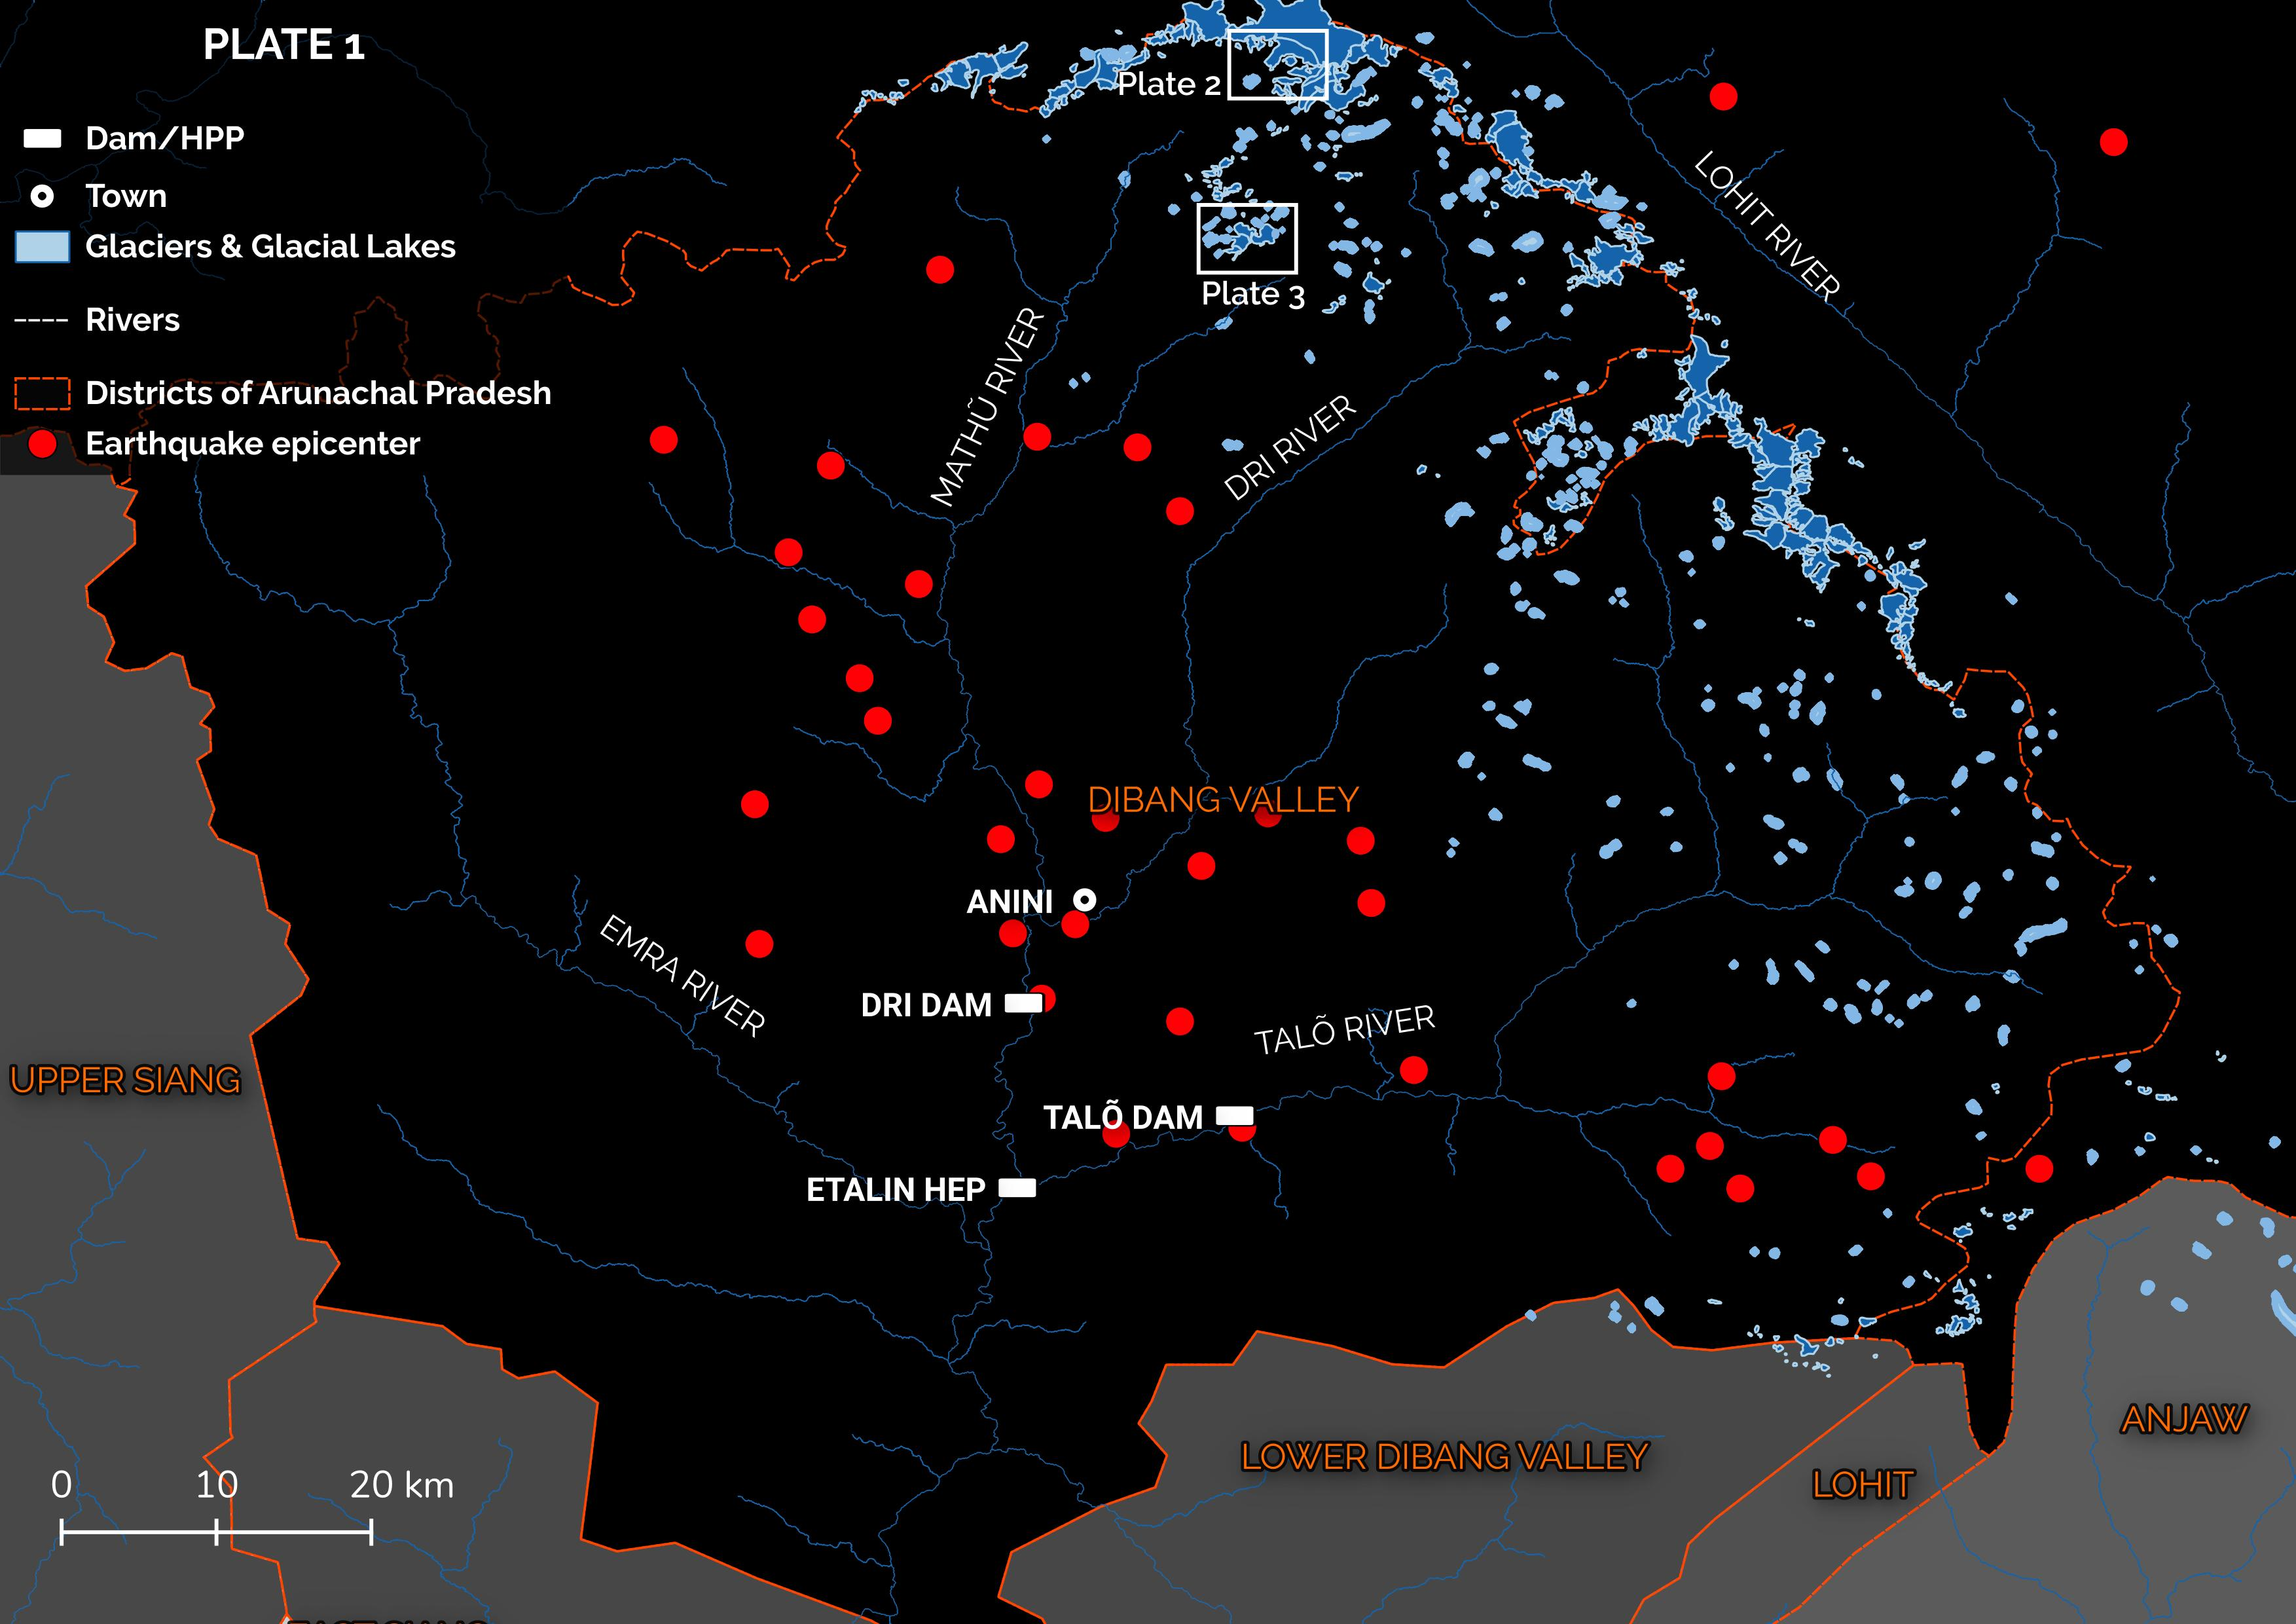 PLATE 1
Dam/HPP
Town
Glaciers & Glacial Lakes
Rivers
Districts of Arunachal Pradesh
Earthquake epicenter
Plate 2
Plate 3
LOHIT RIVER
MATHŨ RIVER
DRI RIVER
DIBANG VALLEY
ANINI
EMRA RIVER
DRI DAM
TALÕ RIVER
UPPER SIANG
TALÕ DAM
ETALIN HEP
ANJAW
LOWER DIBANG VALLEY
LOHIT
0 10 20 km